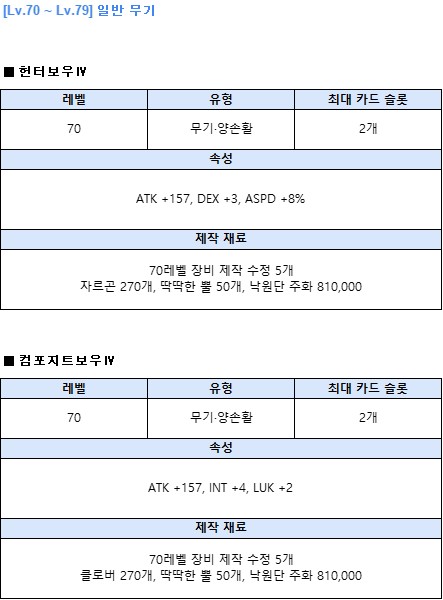 [Lv.70 ~ Lv.79] 일반 무기
■ 헌터보우Ⅳ
레벨 유형 최대 카드 슬롯
70 무기·양손활 2개
속성
ATK +157, DEX +3, ASPD +8%
제작 재료
70레벨 장비 제작 수정 5개
자르곤 270개, 딱딱한 뿔 50개, 낙원단 주화 810,000
■ 컴포지트보우Ⅳ
레벨 유형 최대 카드 슬롯
70 무기·양손활 2개
속성
ATK +157, INT +4, LUK +2
제작 재료
70레벨 장비 제작 수정 5개
클로버 270개, 딱딱한 뿔 50개, 낙원단 주화 810,000